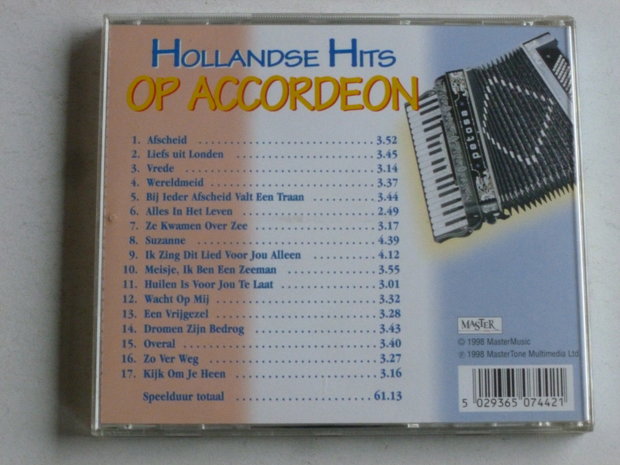 HOLLANDSE HITS
OP ACCORDEON
petosa
1. Afscheid 3.52
2. Liefs uit Londen 3.45
3. Vrede 3.14
4. Wereldmeid 3.37
5. Bij Ieder Afscheid Valt Een Traan 3.44
6. Alles In Het Leven 2.49
7. Ze Kwamen Over Zee 3.17
8. Suzanne 4.39
9. Ik Zing Dit Lied Voor Jou Alleen 4.12
10. Meisje, Ik Ben Een Zeeman 3.55
11. Huilen Is Voor Jou Te Laat 3.01
12. Wacht Op Mij 3.32
13. Een Vrijgezel 3.28
14. Dromen Zijn Bedrog 3.43
15. Overal 3.40
16. Zo Ver Weg 3.27
17. Kijk Om Je Heen 3.16
Speelduur totaal 61.13
MASTER
© 1998 MasterMusic
℗ 1998 MasterTone Multimedia Ltd
5 029365 074421